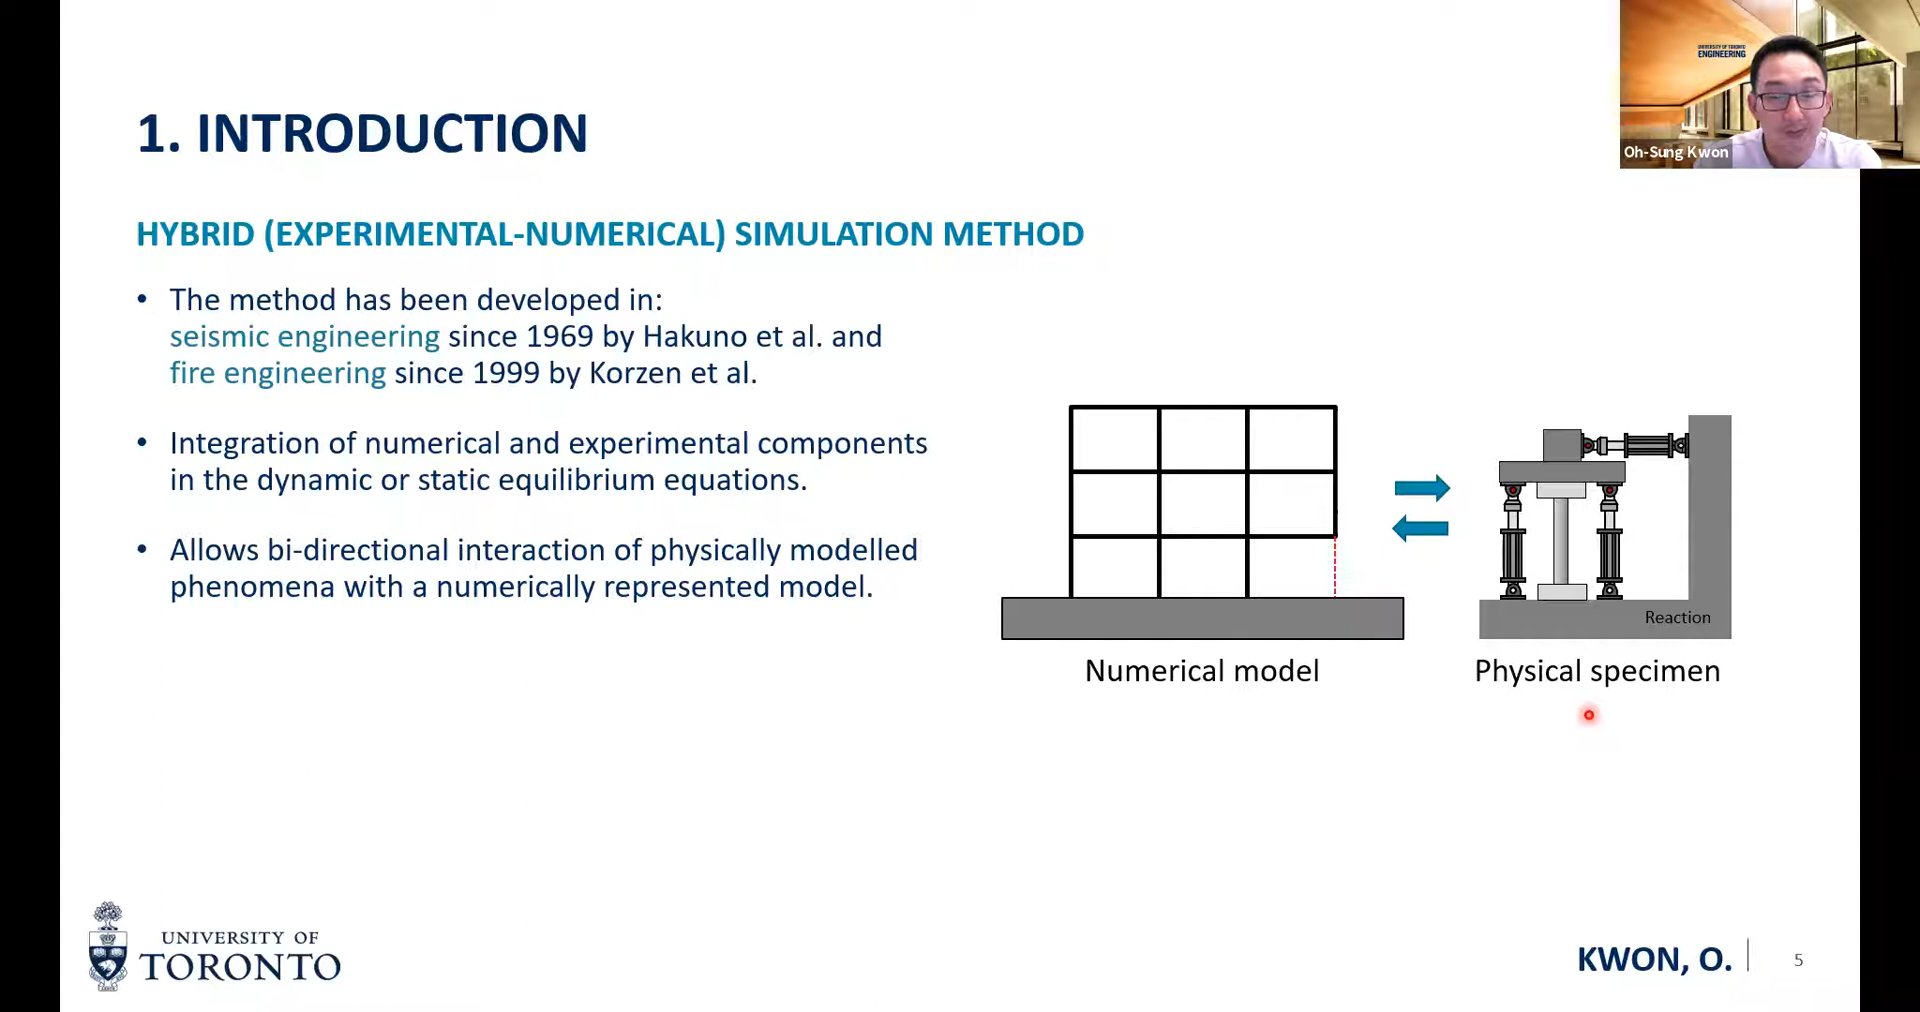 UNIVERSITY OF TORONTO
ENGINEERING
Oh-Sung Kwon
1. INTRODUCTION
HYBRID (EXPERIMENTAL-NUMERICAL) SIMULATION METHOD
• The method has been developed in:
seismic engineering since 1969 by Hakuno et al. and
fire engineering since 1999 by Korzen et al.
• Integration of numerical and experimental components
in the dynamic or static equilibrium equations.
• Allows bi-directional interaction of physically modelled
phenomena with a numerically represented model.
Reaction
Numerical model
Physical specimen
UNIVERSITY OF
TORONTO
KWON, O.
5